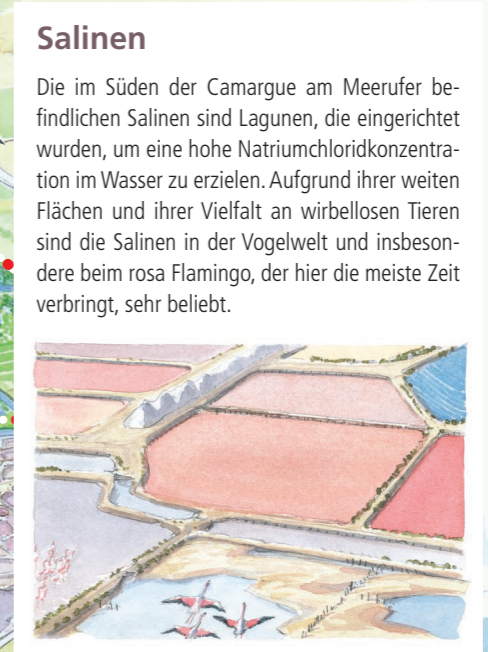 Salinen
Die im Süden der Camargue am Meerufer be-
findlichen Salinen sind Lagunen, die eingerichtet
wurden, um eine hohe Natriumchloridkonzentra-
tion im Wasser zu erzielen. Aufgrund ihrer weiten
Flächen und ihrer Vielfalt an wirbellosen Tieren
sind die Salinen in der Vogelwelt und insbeson-
dere beim rosa Flamingo, der hier die meiste Zeit
verbringt, sehr beliebt.